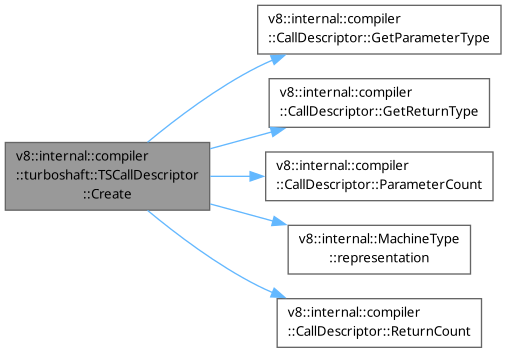 v8::internal::compiler
::CallDescriptor::GetParameterType
v8::internal::compiler
::CallDescriptor::GetReturnType
v8::internal::compiler
::turboshaft::TSCallDescriptor
::Create
v8::internal::compiler
::CallDescriptor::ParameterCount
v8::internal::MachineType
::representation
v8::internal::compiler
::CallDescriptor::ReturnCount